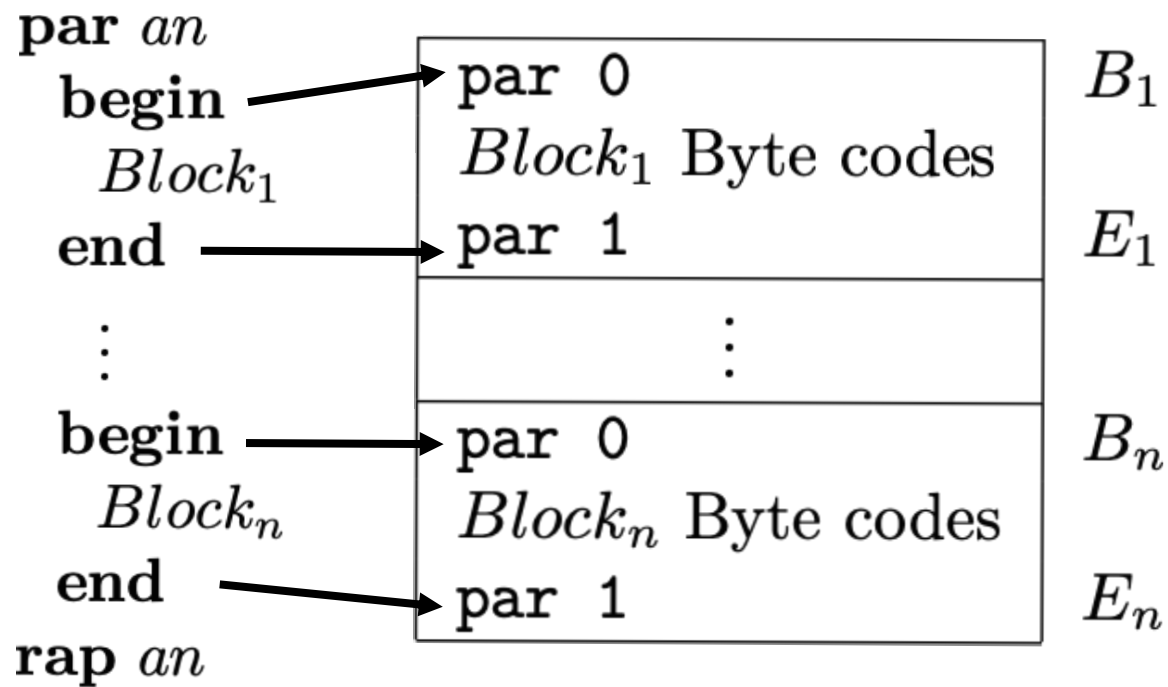 par an
begin
Block₁
end
⋮
begin
Blockₙ
end
rap an
par 0
Block₁ Byte codes
par 1
⋮
par 0
Blockₙ Byte codes
par 1
B₁
E₁
Bₙ
Eₙ